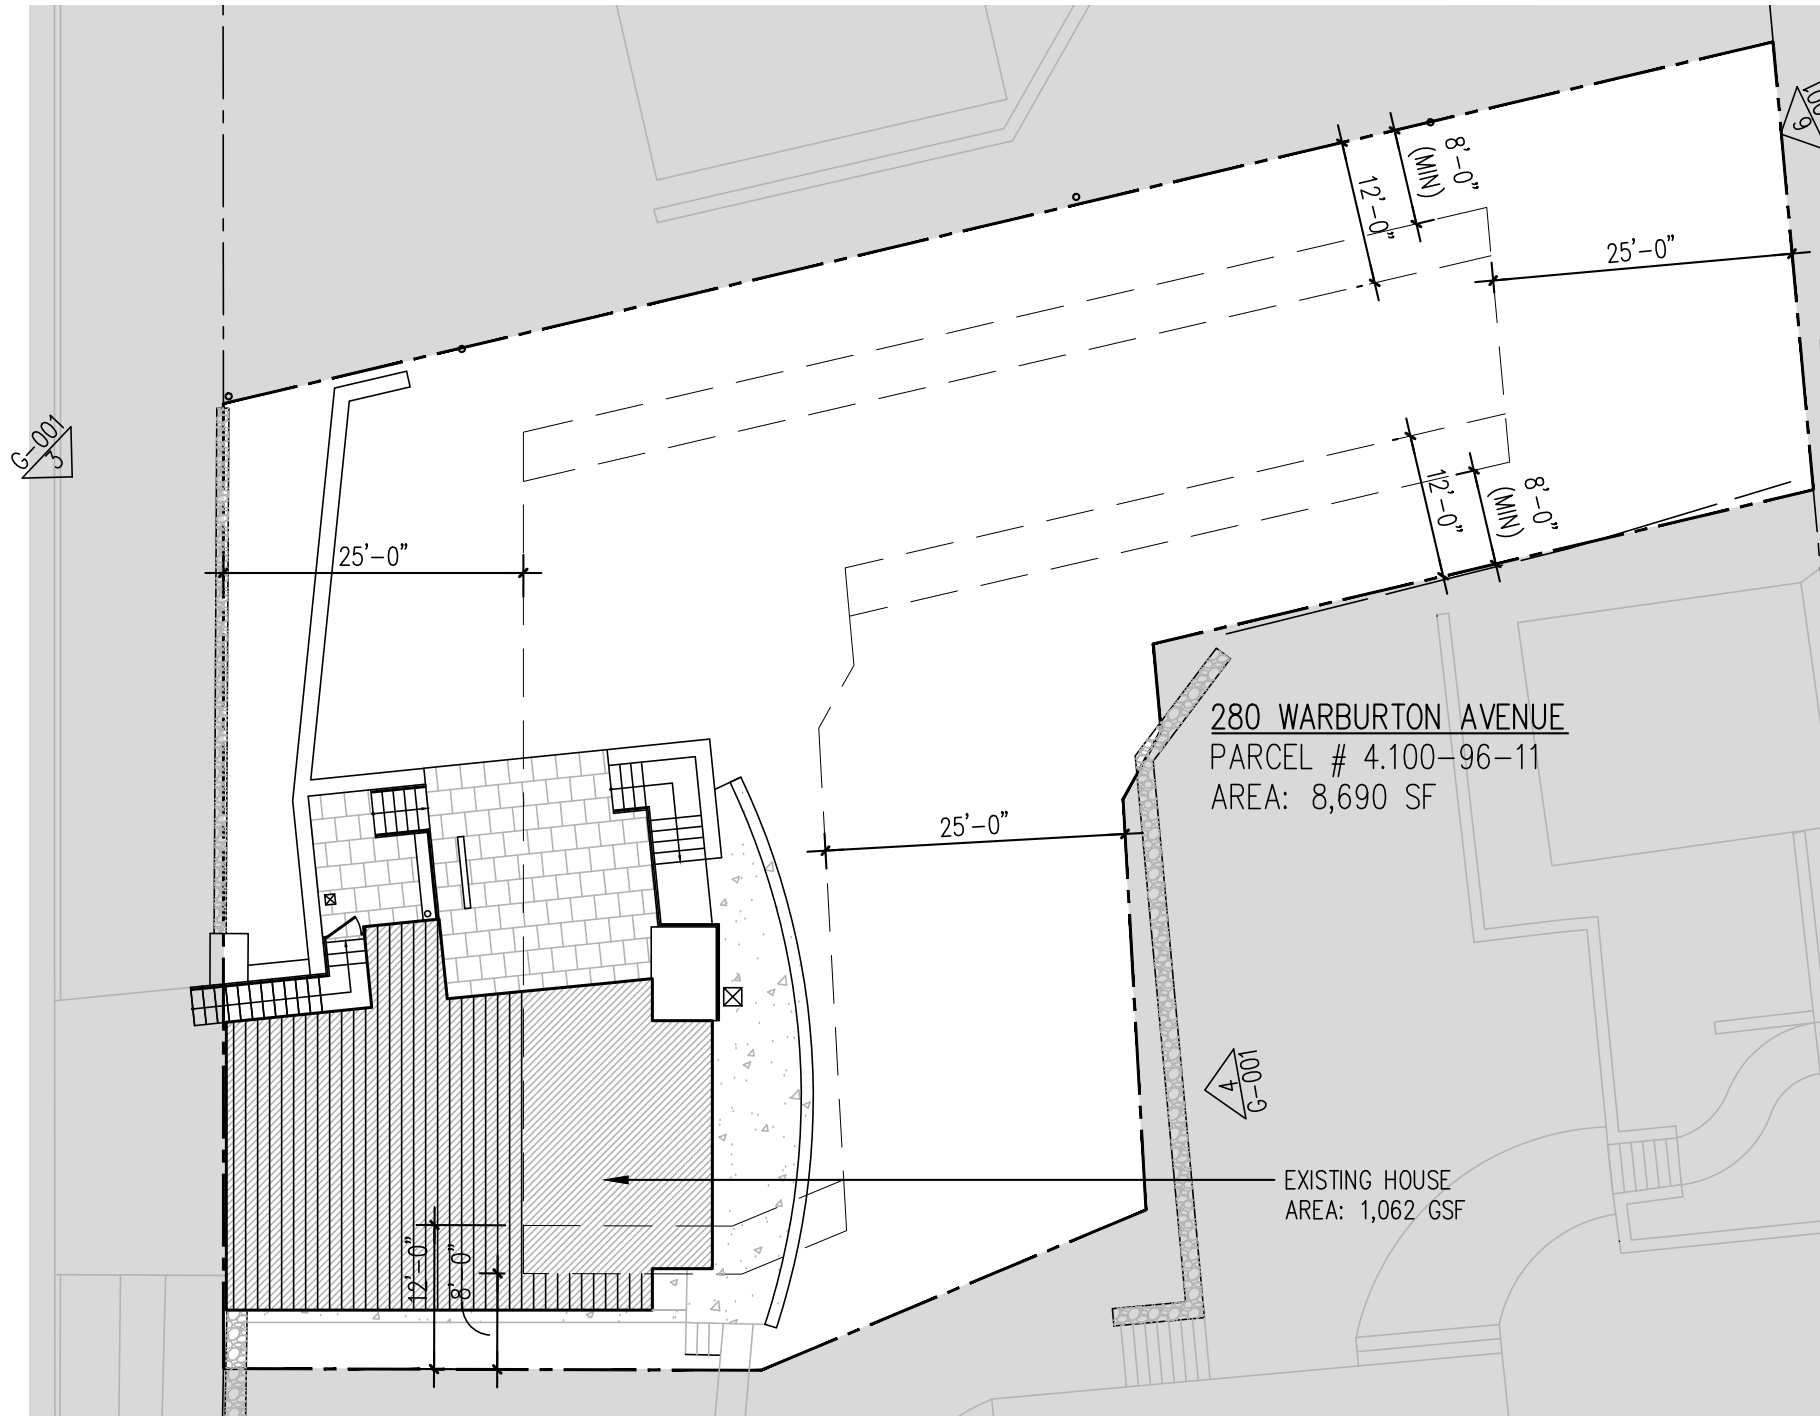 G-001
3
8'-0"
(MIN)
12'-0"
9
25'-0"
25'-0"
12'-0"
8'-0"
(MIN)
280 WARBURTON AVENUE
PARCEL # 4.100-96-11
AREA: 8,690 SF
25'-0"
4
G-001
EXISTING HOUSE
AREA: 1,062 GSF
12'-0"
8'-0"